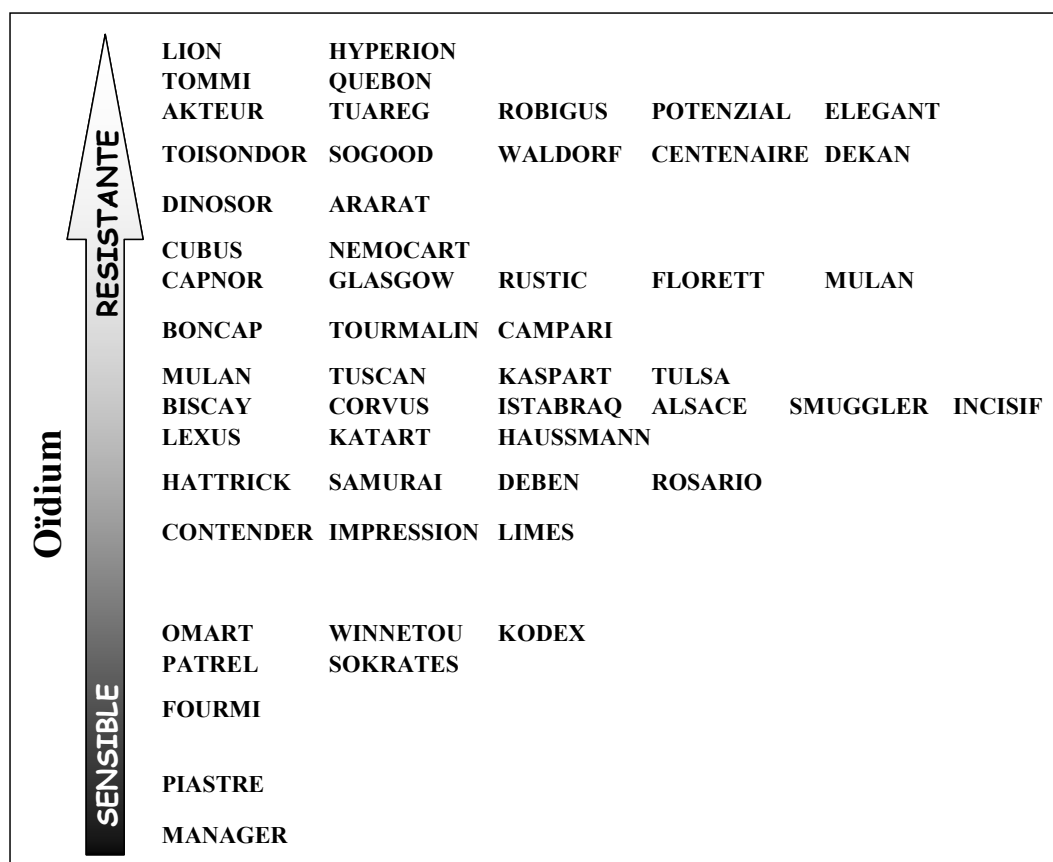 LION HYPERION
TOMMI QUEBON
AKTEUR TUAREG ROBIGUS POTENZIAL ELEGANT
TOISONDOR SOGOOD WALDORF CENTENAIRE DEKAN
DINOSOR ARARAT
CUBUS NEMOCART
CAPNOR GLASGOW RUSTIC FLORETT MULAN
BONCAP TOURMALIN CAMPARI
MULAN TUSCAN KASPART TULSA
BISCAY CORVUS ISTABRAQ ALSACE SMUGGLER INCISIF
LEXUS KATART HAUSSMANN
HATTRICK SAMURAI DEBEN ROSARIO
CONTENDER IMPRESSION LIMES
OMART WINNETOU KODEX
PATREL SOKRATES
FOURMI
PIASTRE
MANAGER
RESISTANTE
SENSIBLE
Oïdium